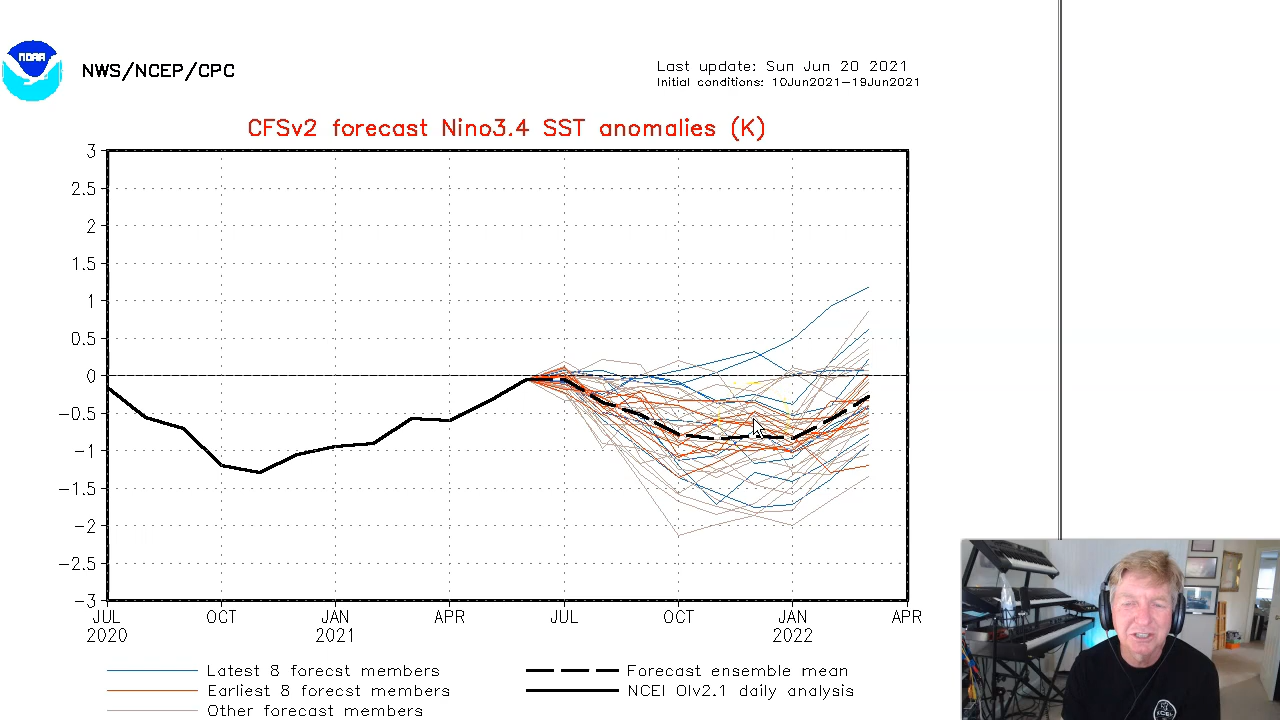 NOAA
NWS/NCEP/CPC
Last update: Sun Jun 20 2021
Initial conditions: 10Jun2021-19Jun2021
CFSv2 forecast Nino3.4 SST anomalies (K)
3
2.5
2
1.5
1
0.5
0
-0.5
-1
-1.5
-2
-2.5
-3
JUL OCT JAN APR JUL OCT JAN APR
2020 2021 2022
Latest 8 forecst members
Earliest 8 forecst members
Other forecast members
Forecast ensemble mean
NCEI OIv2.1 daily analysis